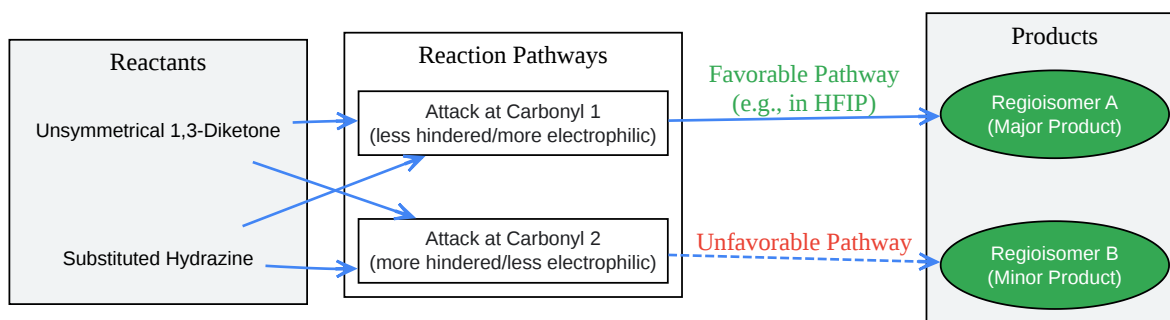 Reactants
Unsymmetrical 1,3-Diketone
Substituted Hydrazine
Reaction Pathways
Attack at Carbonyl 1
(less hindered/more electrophilic)
Attack at Carbonyl 2
(more hindered/less electrophilic)
Favorable Pathway
(e.g., in HFIP)
Unfavorable Pathway
Products
Regioisomer A
(Major Product)
Regioisomer B
(Minor Product)